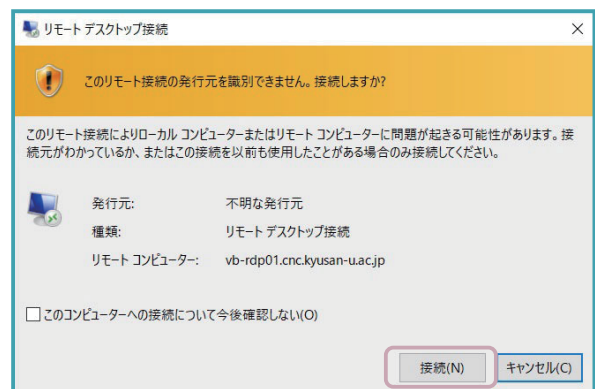 リモート デスクトップ接続
このリモート接続の発行元を識別できません。接続しますか?
このリモート接続によりローカル コンピューターまたはリモート コンピューターに問題が起きる可能性があります。接
続元がわかっているか、またはこの接続を以前も使用したことがある場合のみ接続してください。
発行元: 不明な発行元
種類: リモート デスクトップ接続
リモート コンピューター: vb-rdp01.cnc.kyusan-u.ac.jp
このコンピューターへの接続について今後確認しない(O)
接続(N) キャンセル(C)